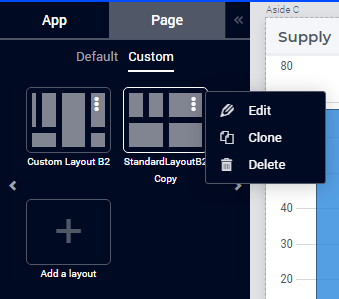 App
Page
Aside C
Supply
Default
Custom
80
Edit
Clone
Delete
Custom Layout B2
StandardLayoutB2
Copy
40
Add a layout
20